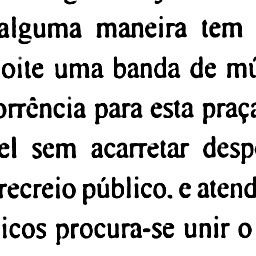 alguma maneira tem
oite uma banda de mú
orrência para esta praça
el sem acarretar desp
recreio público. e atend
icos procura-se unir o